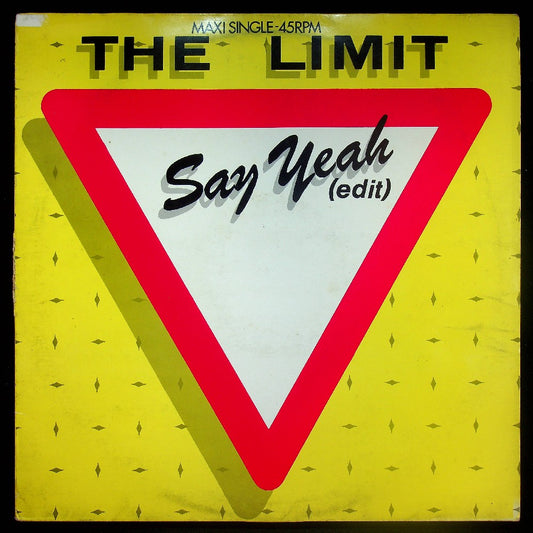 MAXI SINGLE-45RPM
THE LIMIT
Say Yeah
(edit)